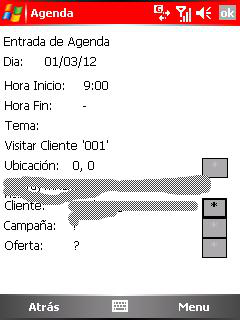 Agenda
ok
Entrada de Agenda
Dia: 01/03/12
Hora Inicio: 9:00
Hora Fin: -
Tema:
Visitar Cliente '001'
Ubicación: 0, 0 *
Cliente: *
Campaña: ? *
Oferta: ? *
Atrás Menu